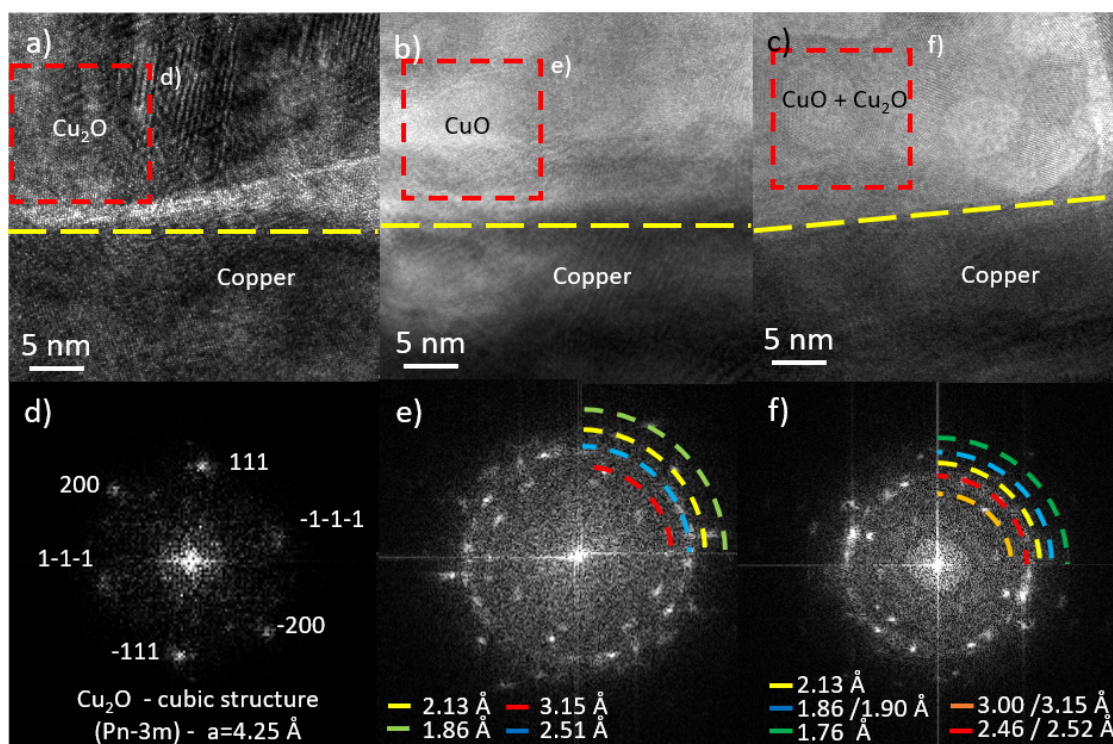 a)
d)
Cu₂O
Copper
5 nm
b)
e)
CuO
Copper
5 nm
c)
f)
CuO + Cu₂O
Copper
5 nm
d)
111
200
-1-1-1
1-1-1
-200
-111
Cu₂O - cubic structure
(Pn-3m) - a=4.25 Å
e)
2.13 Å
3.15 Å
1.86 Å
2.51 Å
f)
2.13 Å
1.86 /1.90 Å
3.00 /3.15 Å
1.76 Å
2.46 / 2.52 Å